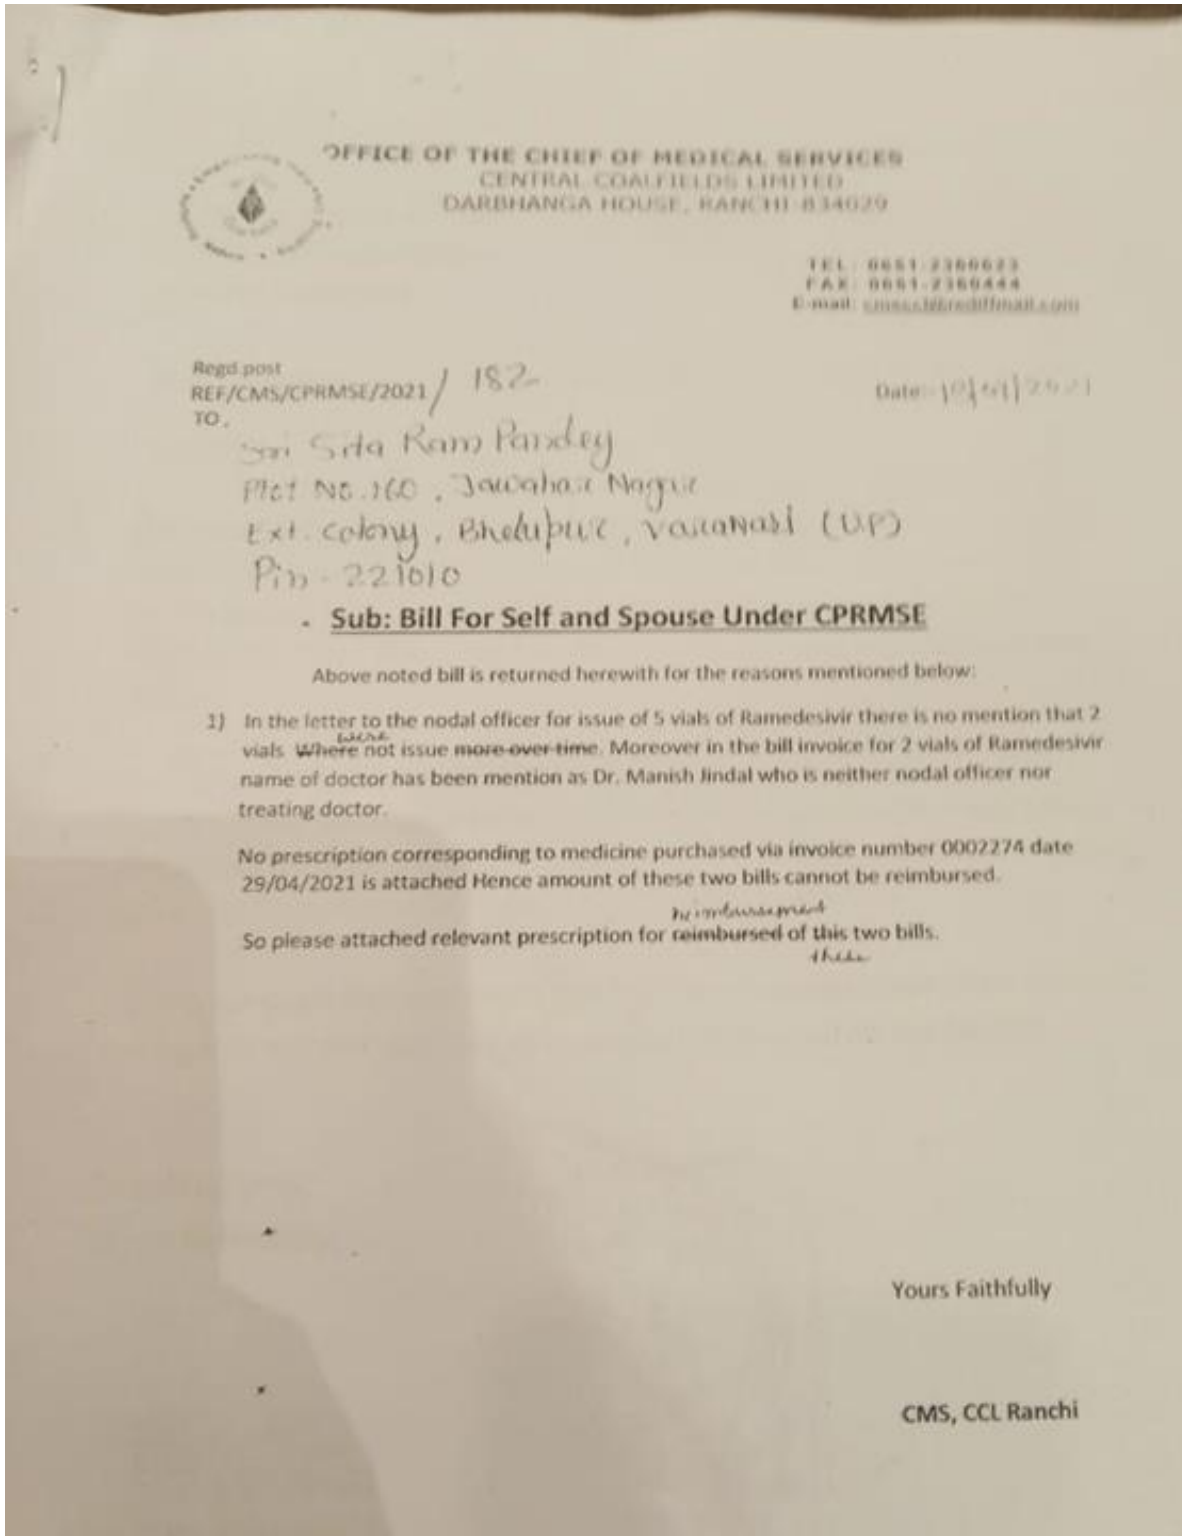 OFFICE OF THE CHIEF OF MEDICAL SERVICES
CENTRAL COALFIELDS LIMITED
DARBHANGA HOUSE, RANCHI-834029
TEL: 0651-2360623
FAX: 0651-2360444
E-mail:
Regd.post
REF/CMS/CPRMSE/2021/ 182
Date:
TO,
Sri Sita Ram Pandey
Plot No.160, Jawahar Nagar
Ext. Colony, Bhelupur, Varanasi (U.P)
Pin - 221010
Sub: Bill For Self and Spouse Under CPRMSE
Above noted bill is returned herewith for the reasons mentioned below:
1) In the letter to the nodal officer for issue of 5 vials of Ramedesivir there is no mention that 2
were
vials Where not issue more over time. Moreover in the bill invoice for 2 vials of Ramedesivir
name of doctor has been mention as Dr. Manish Jindal who is neither nodal officer nor
treating doctor.
No prescription corresponding to medicine purchased via invoice number 0002274 date
29/04/2021 is attached Hence amount of these two bills cannot be reimbursed.
reimbursement
So please attached relevant prescription for reimbursed of this two bills.
these
Yours Faithfully
CMS, CCL Ranchi